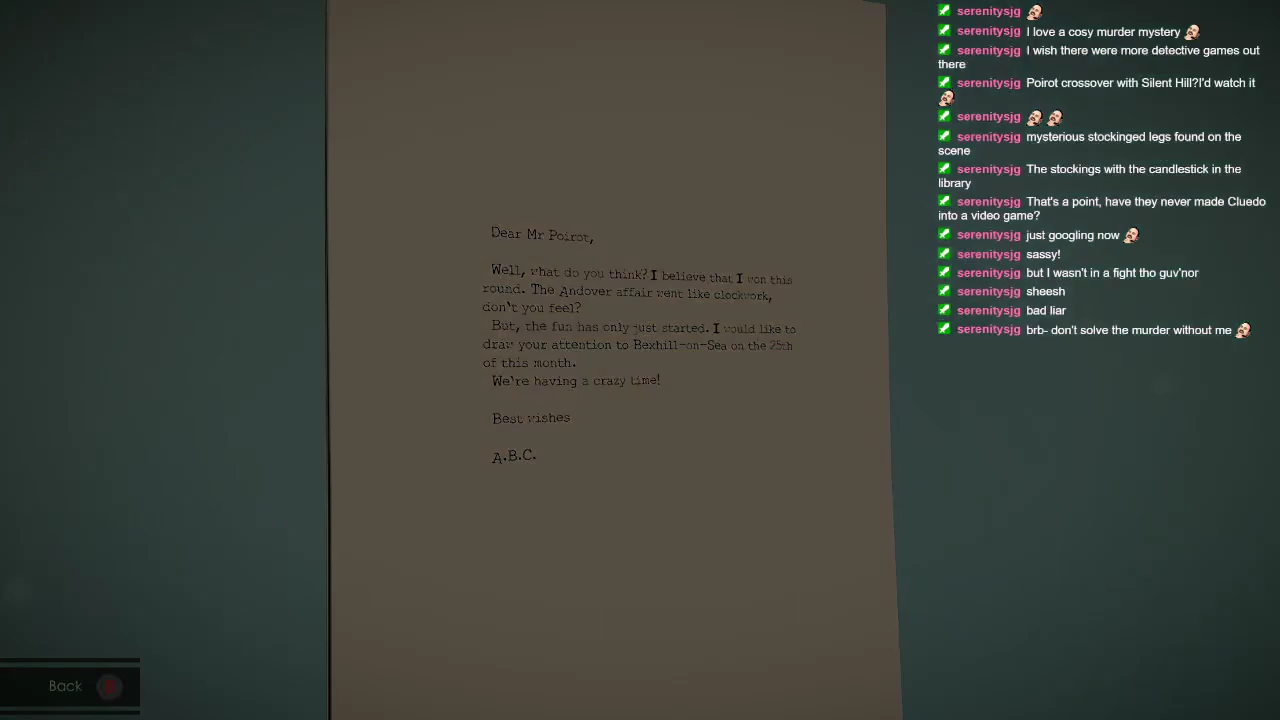 Dear Mr Poirot,
Well, what do you think? I believe that I won this
round. The Andover affair went like clockwork,
don't you feel?
But, the fun has only just started. I would like to
draw your attention to Bexhill-on-Sea on the 25th
of this month.
We're having a crazy time!
Best wishes
A.B.C.
Back
serenitysjg
serenitysjg I love a cosy murder mystery
serenitysjg I wish there were more detective games out
there
serenitysjg Poirot crossover with Silent Hill?I'd watch it
serenitysjg
serenitysjg mysterious stockinged legs found on the
scene
serenitysjg The stockings with the candlestick in the
library
serenitysjg That's a point, have they never made Cluedo
into a video game?
serenitysjg just googling now
serenitysjg sassy!
serenitysjg but I wasn't in a fight tho guv'nor
serenitysjg sheesh
serenitysjg bad liar
serenitysjg brb- don't solve the murder without me